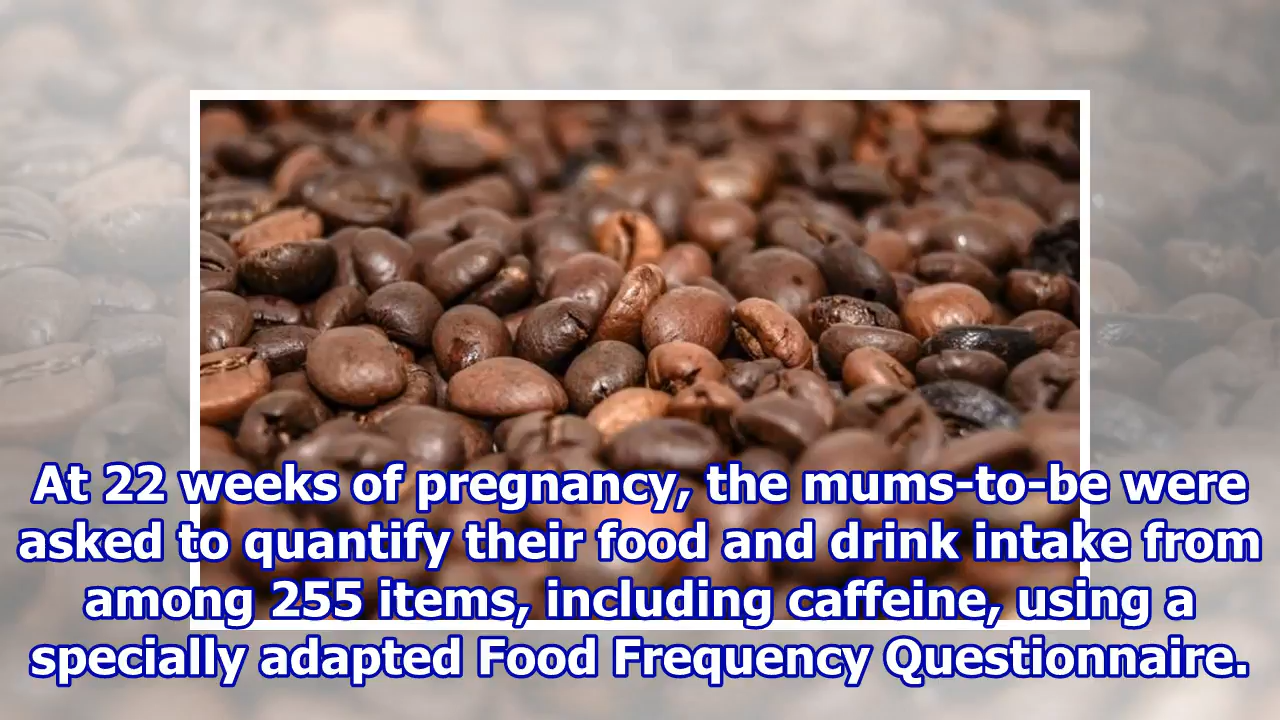 At 22 weeks of pregnancy, the mums-to-be were
asked to quantify their food and drink intake from
among 255 items, including caffeine, using a
specially adapted Food Frequency Questionnaire.